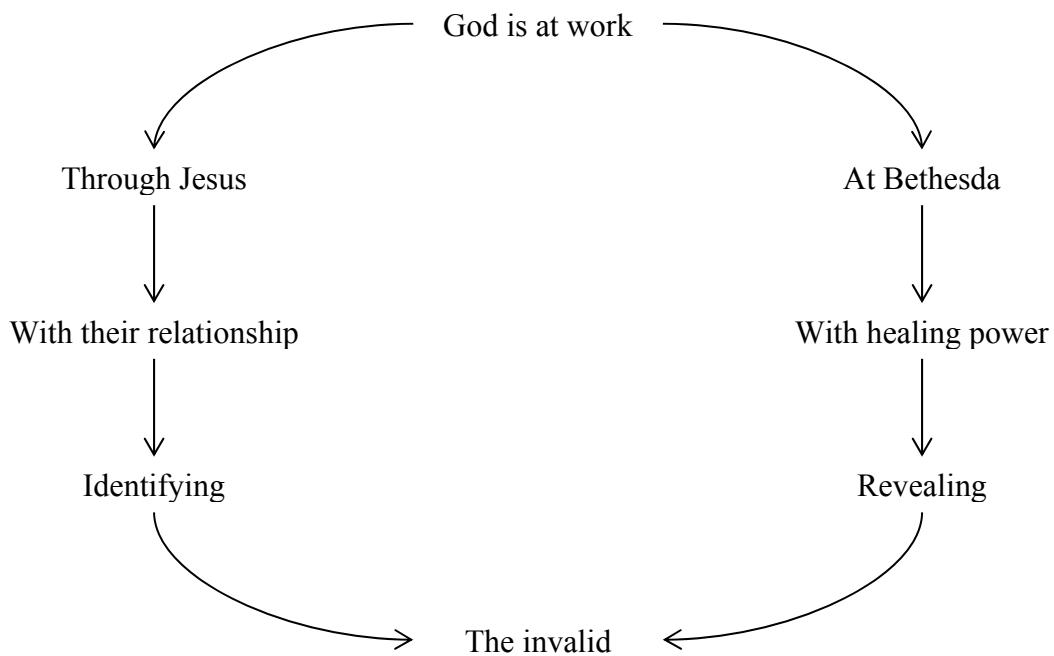 God is at work
Through Jesus
At Bethesda
With their relationship
With healing power
Identifying
Revealing
The invalid